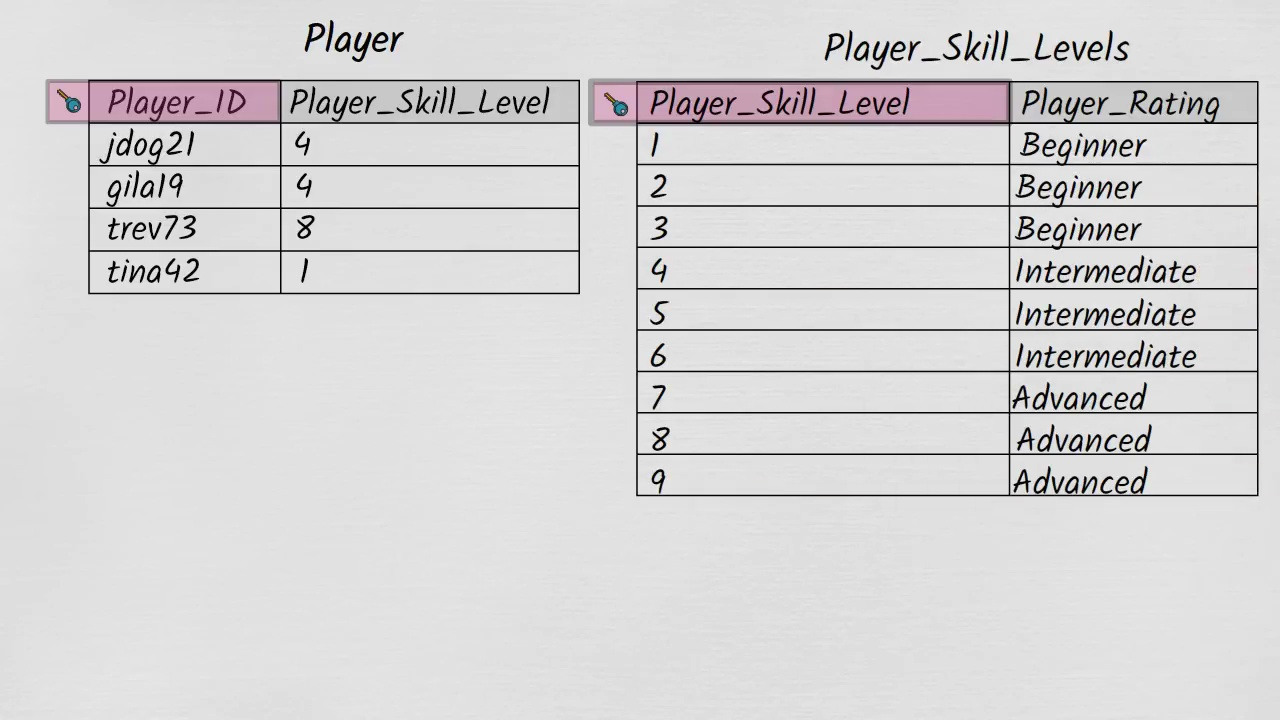 Player
Player_ID Player_Skill_Level
jdog21 4
gila19 4
trev73 8
tina42 1
Player_Skill_Levels
Player_Skill_Level Player_Rating
1 Beginner
2 Beginner
3 Beginner
4 Intermediate
5 Intermediate
6 Intermediate
7 Advanced
8 Advanced
9 Advanced